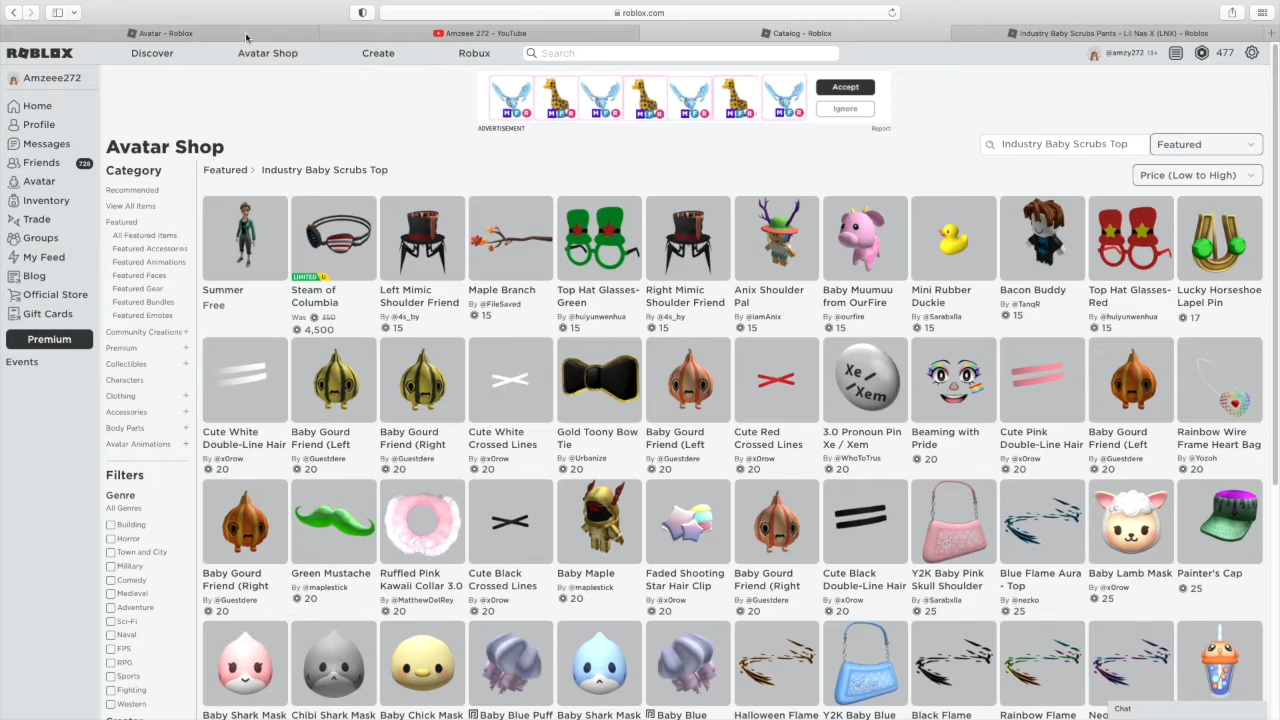 roblox.com
Avatar - Roblox
Amzeee 272 - YouTube
Catalog - Roblox
Industry Baby Scrubs Pants - Lil Nas X (LNX) - Roblox
ROBLOX
Discover
Avatar Shop
Create
Robux
Search
@amzy272 13+
477
Amzeee272
Home
Profile
Messages
Friends 726
Avatar
Inventory
Trade
Groups
My Feed
Blog
Official Store
Gift Cards
Premium
Events
M F R M F R M F R M F R M F R M F R M F R
Accept
Ignore
ADVERTISEMENT
Report
Avatar Shop
Industry Baby Scrubs Top
Featured
Category
Recommended
View All Items
Featured
All Featured Items
Featured Accessories
Featured Animations
Featured Faces
Featured Gear
Featured Bundles
Featured Emotes
Community Creations +
Premium +
Collectibles +
Characters
Clothing +
Accessories +
Body Parts +
Avatar Animations +
Filters
Genre
All Genres
Building
Horror
Town and City
Military
Comedy
Medieval
Adventure
Sci-Fi
Naval
FPS
RPG
Sports
Fighting
Western
Featured > Industry Baby Scrubs Top
Price (Low to High)
Summer
Free
LIMITED U
Steam of
Columbia
Was 350
4,500
Left Mimic
Shoulder Friend
By @4s_by
15
Maple Branch
By @FileSaved
15
Top Hat Glasses-
Green
By @huiyunwenhua
15
Right Mimic
Shoulder Friend
By @4s_by
15
Anix Shoulder
Pal
By @iamAnix
15
Baby Muumuu
from OurFire
By @ourfire
15
Mini Rubber
Duckie
By @Sarabxlla
15
Bacon Buddy
By @TanqR
15
Top Hat Glasses-
Red
By @huiyunwenhua
15
Lucky Horseshoe
Lapel Pin
17
Cute White
Double-Line Hair
By @x0row
20
Baby Gourd
Friend (Left
By @Guestdere
20
Baby Gourd
Friend (Right
By @Guestdere
20
Cute White
Crossed Lines
By @x0row
20
Gold Toony Bow
Tie
By @Urbanize
20
Baby Gourd
Friend (Left
By @Guestdere
20
Cute Red
Crossed Lines
By @x0row
20
Xe /
/Xem
3.0 Pronoun Pin
Xe / Xem
By @WhoToTrus
20
Beaming with
Pride
20
Cute Pink
Double-Line Hair
By @x0row
20
Baby Gourd
Friend (Left
By @Guestdere
20
Rainbow Wire
Frame Heart Bag
By @Yozoh
20
Baby Gourd
Friend (Right
By @Guestdere
20
Green Mustache
By @maplestick
20
Ruffled Pink
Kawaii Collar 3.0
By @MatthewDelRey
20
Cute Black
Crossed Lines
By @x0row
20
Baby Maple
By @maplestick
20
Faded Shooting
Star Hair Clip
By @x0row
20
Baby Gourd
Friend (Right
By @Guestdere
20
Cute Black
Double-Line Hair
By @x0row
20
Y2K Baby Pink
Skull Shoulder
By @Sarabxlla
25
Blue Flame Aura
- Top
By @nezko
25
Baby Lamb Mask
By @x0row
25
Painter's Cap
25
Baby Shark Mask
Chibi Shark Mask
Baby Chick Mask
Baby Blue Puff
Baby Shark Mask
Baby Blue
Halloween Flame
Y2K Baby Blue
Black Flame
Rainbow Flame
Chat